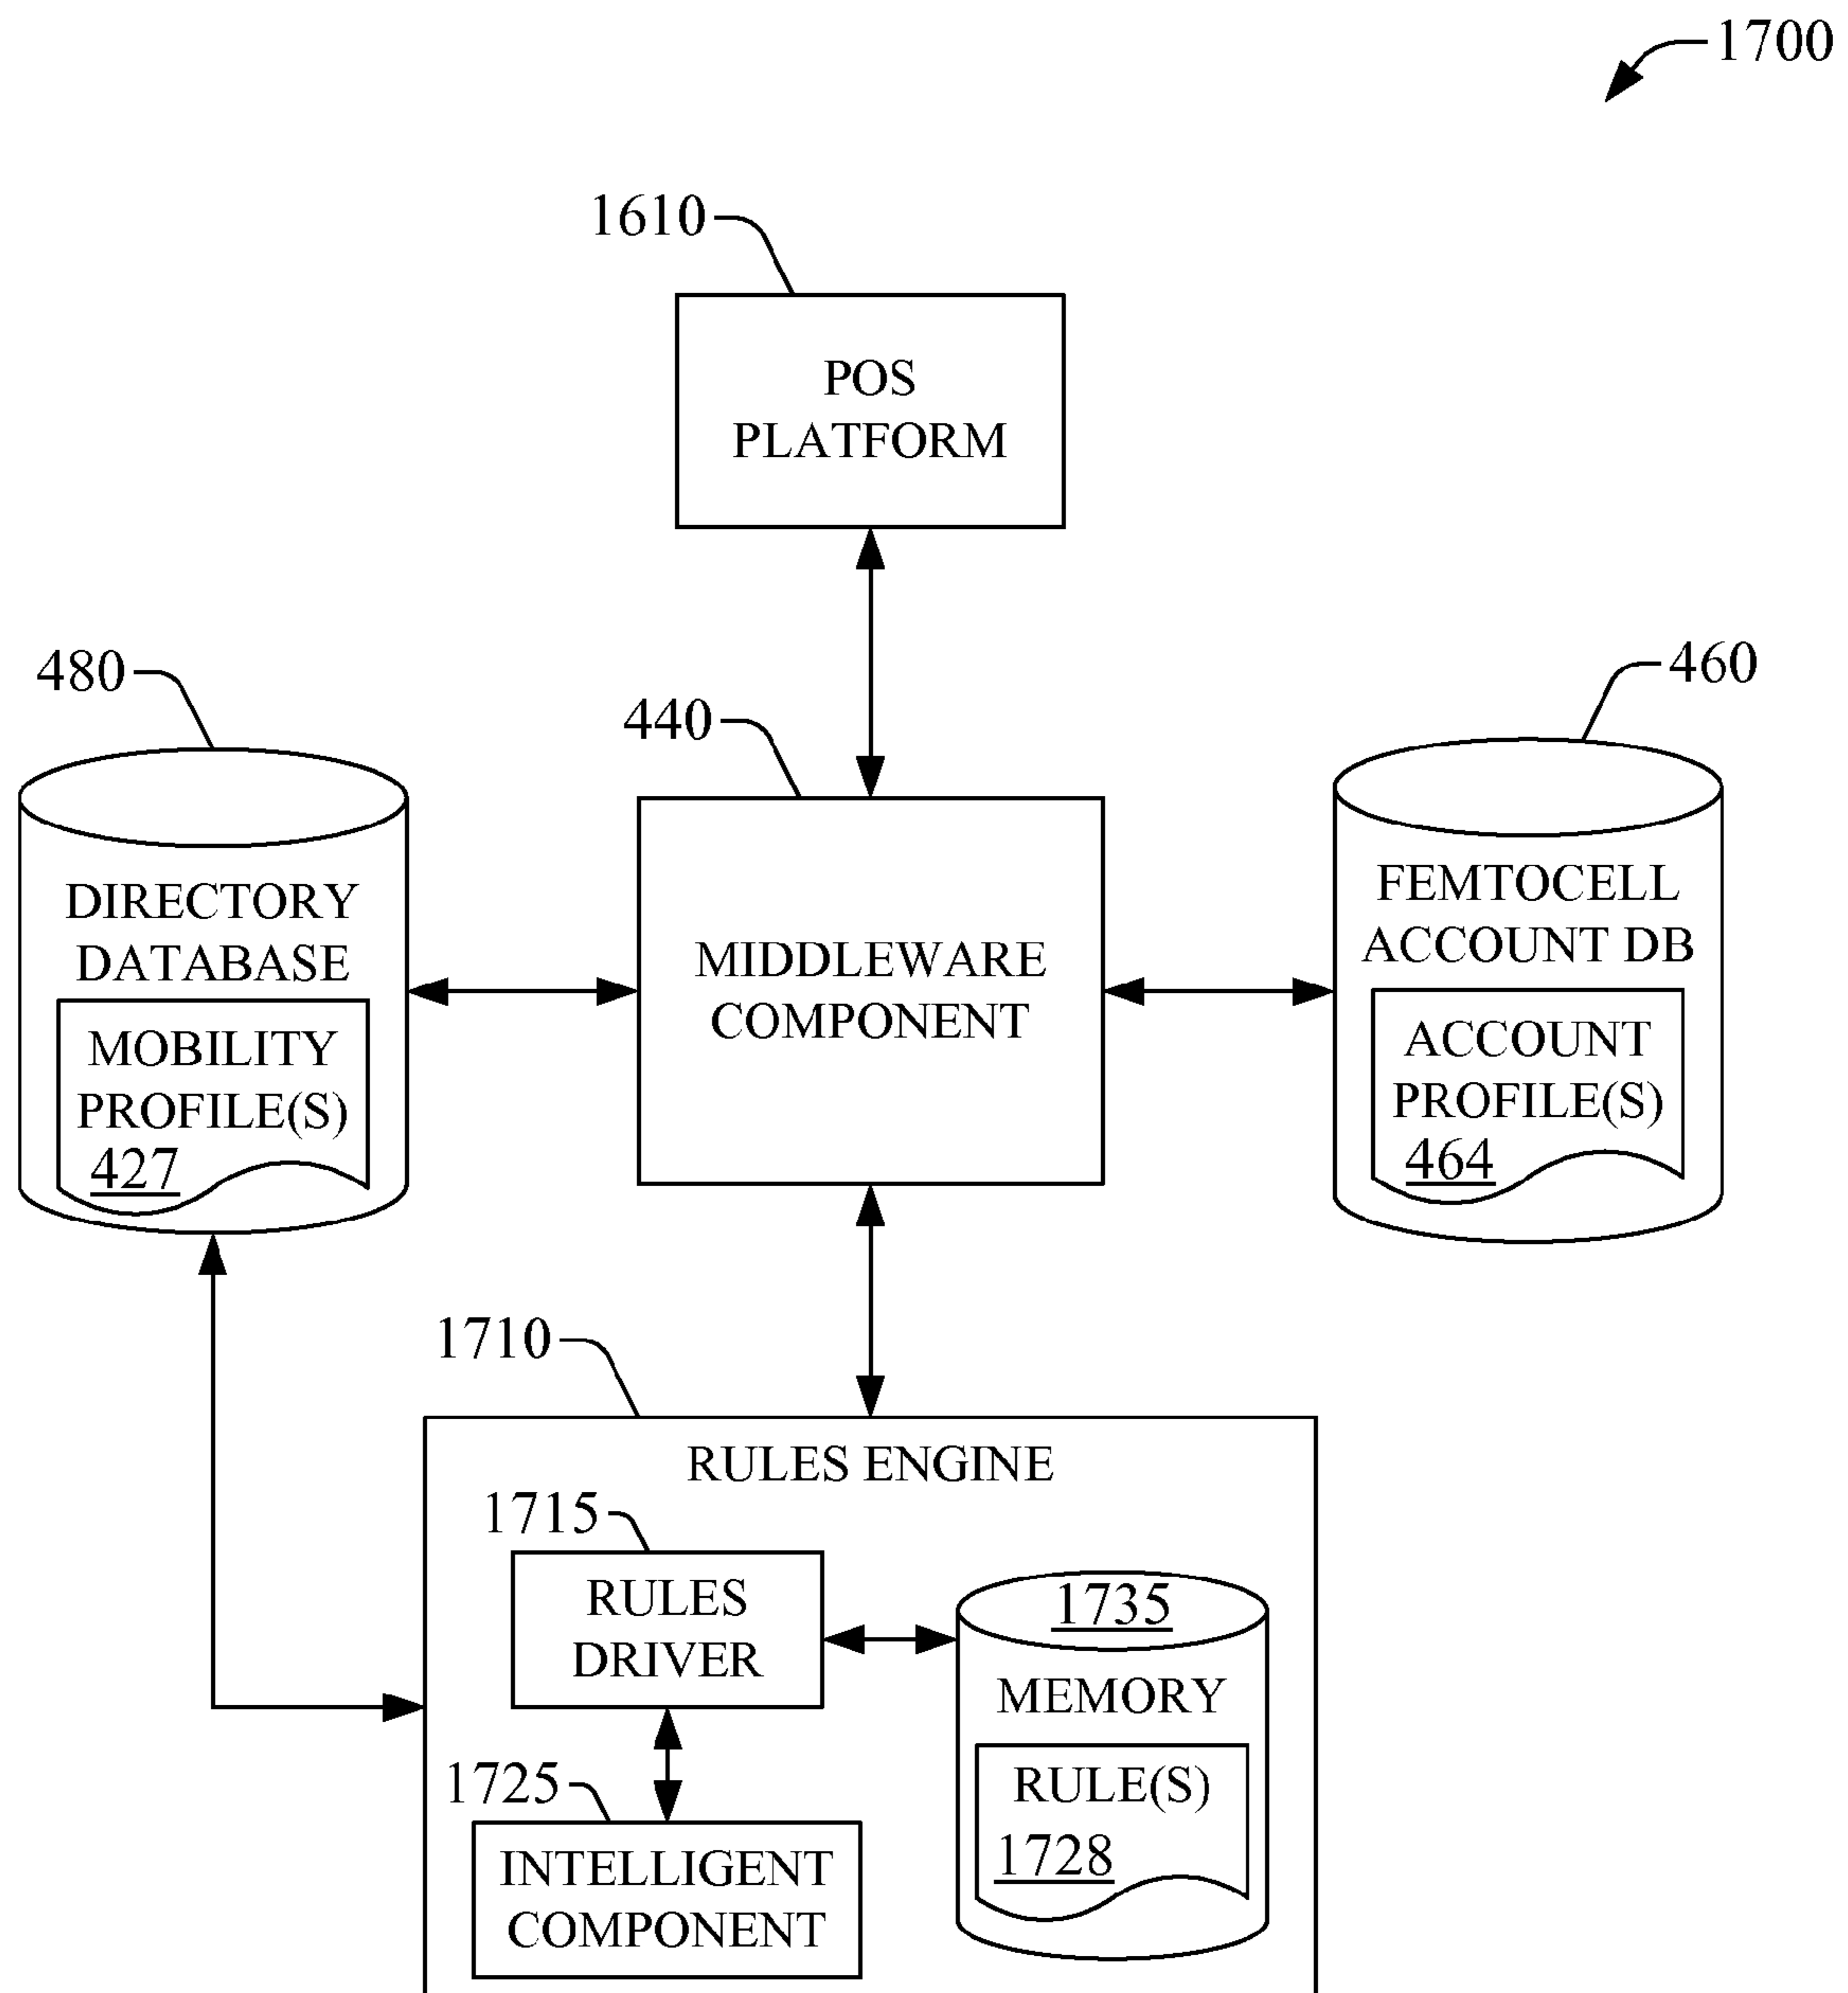 1700
1610
POS
PLATFORM
480
440
460
DIRECTORY
DATABASE
MOBILITY
PROFILE(S)
427
MIDDLEWARE
COMPONENT
FEMTOCELL
ACCOUNT DB
ACCOUNT
PROFILE(S)
464
1710
RULES ENGINE
1715
RULES
DRIVER
1735
MEMORY
RULE(S)
1728
1725
INTELLIGENT
COMPONENT